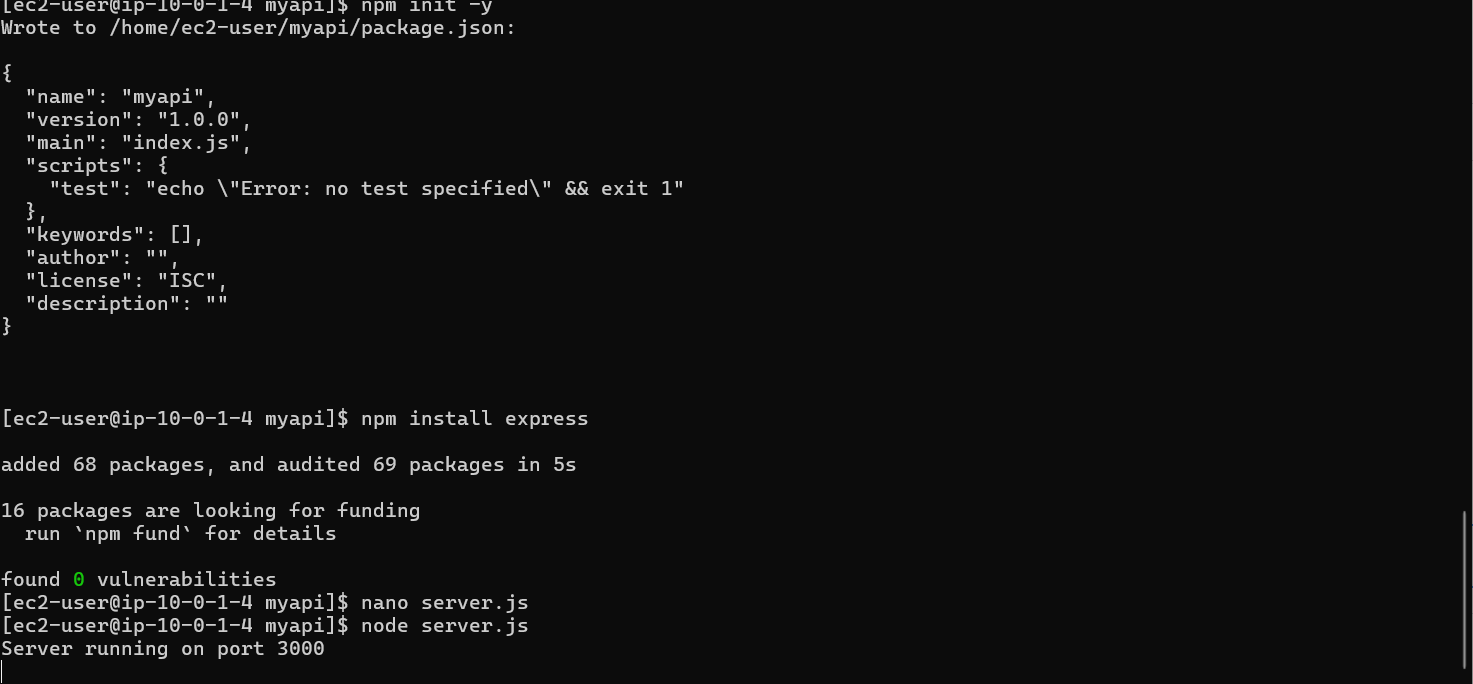 [ec2-user@ip-10-0-1-4 myapi]$ npm init -y
Wrote to /home/ec2-user/myapi/package.json:
{
  "name": "myapi",
  "version": "1.0.0",
  "main": "index.js",
  "scripts": {
    "test": "echo \"Error: no test specified\" && exit 1"
  },
  "keywords": [],
  "author": "",
  "license": "ISC",
  "description": ""
}
[ec2-user@ip-10-0-1-4 myapi]$ npm install express
added 68 packages, and audited 69 packages in 5s
16 packages are looking for funding
  run `npm fund` for details
found 0 vulnerabilities
[ec2-user@ip-10-0-1-4 myapi]$ nano server.js
[ec2-user@ip-10-0-1-4 myapi]$ node server.js
Server running on port 3000